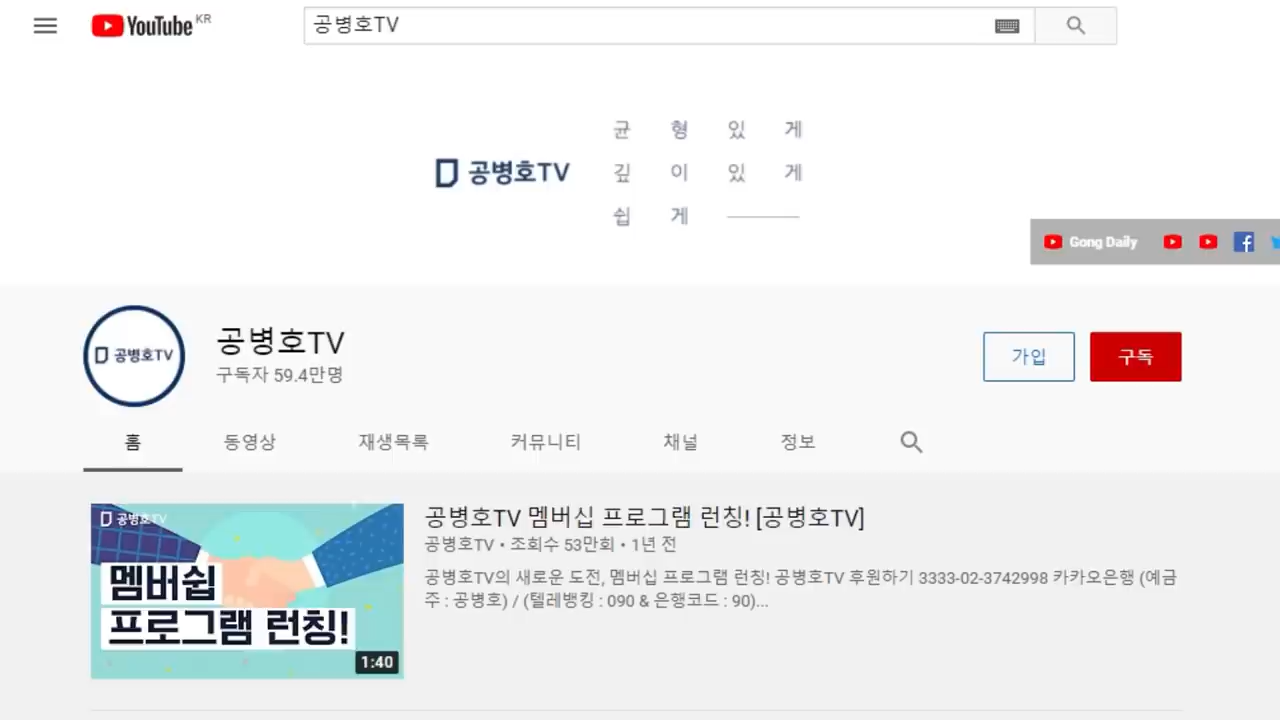 YouTube KR
공병호TV
균 형 있 게
공병호TV
깊 이 있 게
쉽 게
Gong Daily
공병호TV
공병호TV
구독자 59.4만명
가입
구독
홈
동영상
재생목록
커뮤니티
채널
정보
공병호TV
멤버쉽
프로그램 런칭!
1:40
공병호TV 멤버십 프로그램 런칭! [공병호TV]
공병호TV • 조회수 53만회 • 1년 전
공병호TV의 새로운 도전, 멤버십 프로그램 런칭! 공병호TV 후원하기 3333-02-3742998 카카오은행 (예금
주 : 공병호) / (텔레뱅킹 : 090 & 은행코드 : 90)...